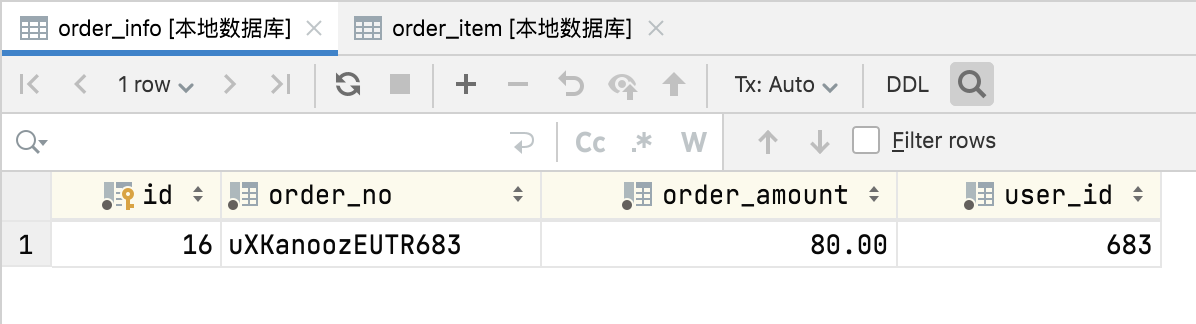 order_info [本地数据库] order_item [本地数据库]
1 row Tx: Auto DDL
Cc .* W Filter rows
id order_no order_amount user_id
1 16 uXKanoozEUTR683 80.00 683